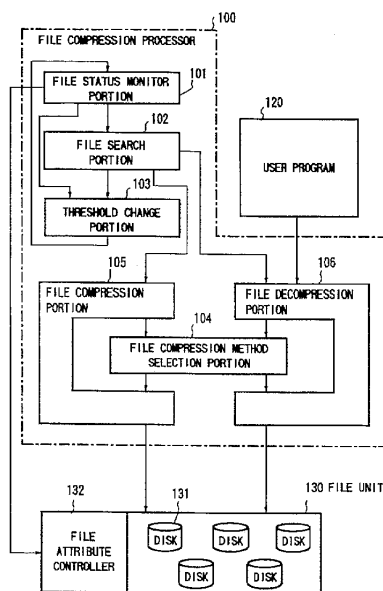 100
FILE COMPRESSION PROCESSOR
FILE STATUS MONITOR
PORTION
101
102
FILE SEARCH
PORTION
103
THRESHOLD CHANGE
PORTION
120
USER PROGRAM
105
FILE COMPRESSION
PORTION
106
FILE DECOMPRESSION
PORTION
104
FILE COMPRESSION METHOD
SELECTION PORTION
132
FILE
ATTRIBUTE
CONTROLLER
131
130 FILE UNIT
DISK
DISK
DISK
DISK
DISK